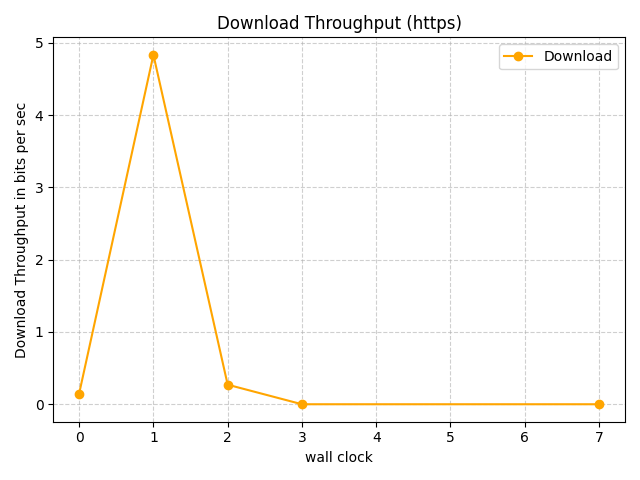 Download Throughput (https)
Download
Download Throughput in bits per sec
5
4
3
2
1
0
0 1 2 3 4 5 6 7
wall clock